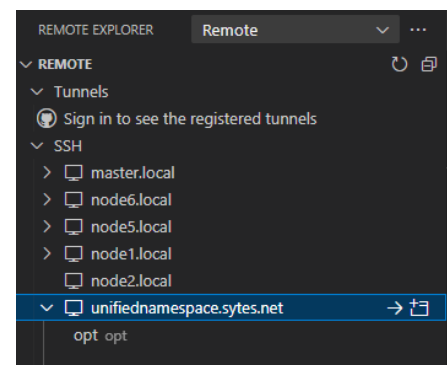 REMOTE EXPLORER Remote
REMOTE
Tunnels
Sign in to see the registered tunnels
SSH
master.local
node6.local
node5.local
node1.local
node2.local
unifiednamespace.sytes.net
opt opt